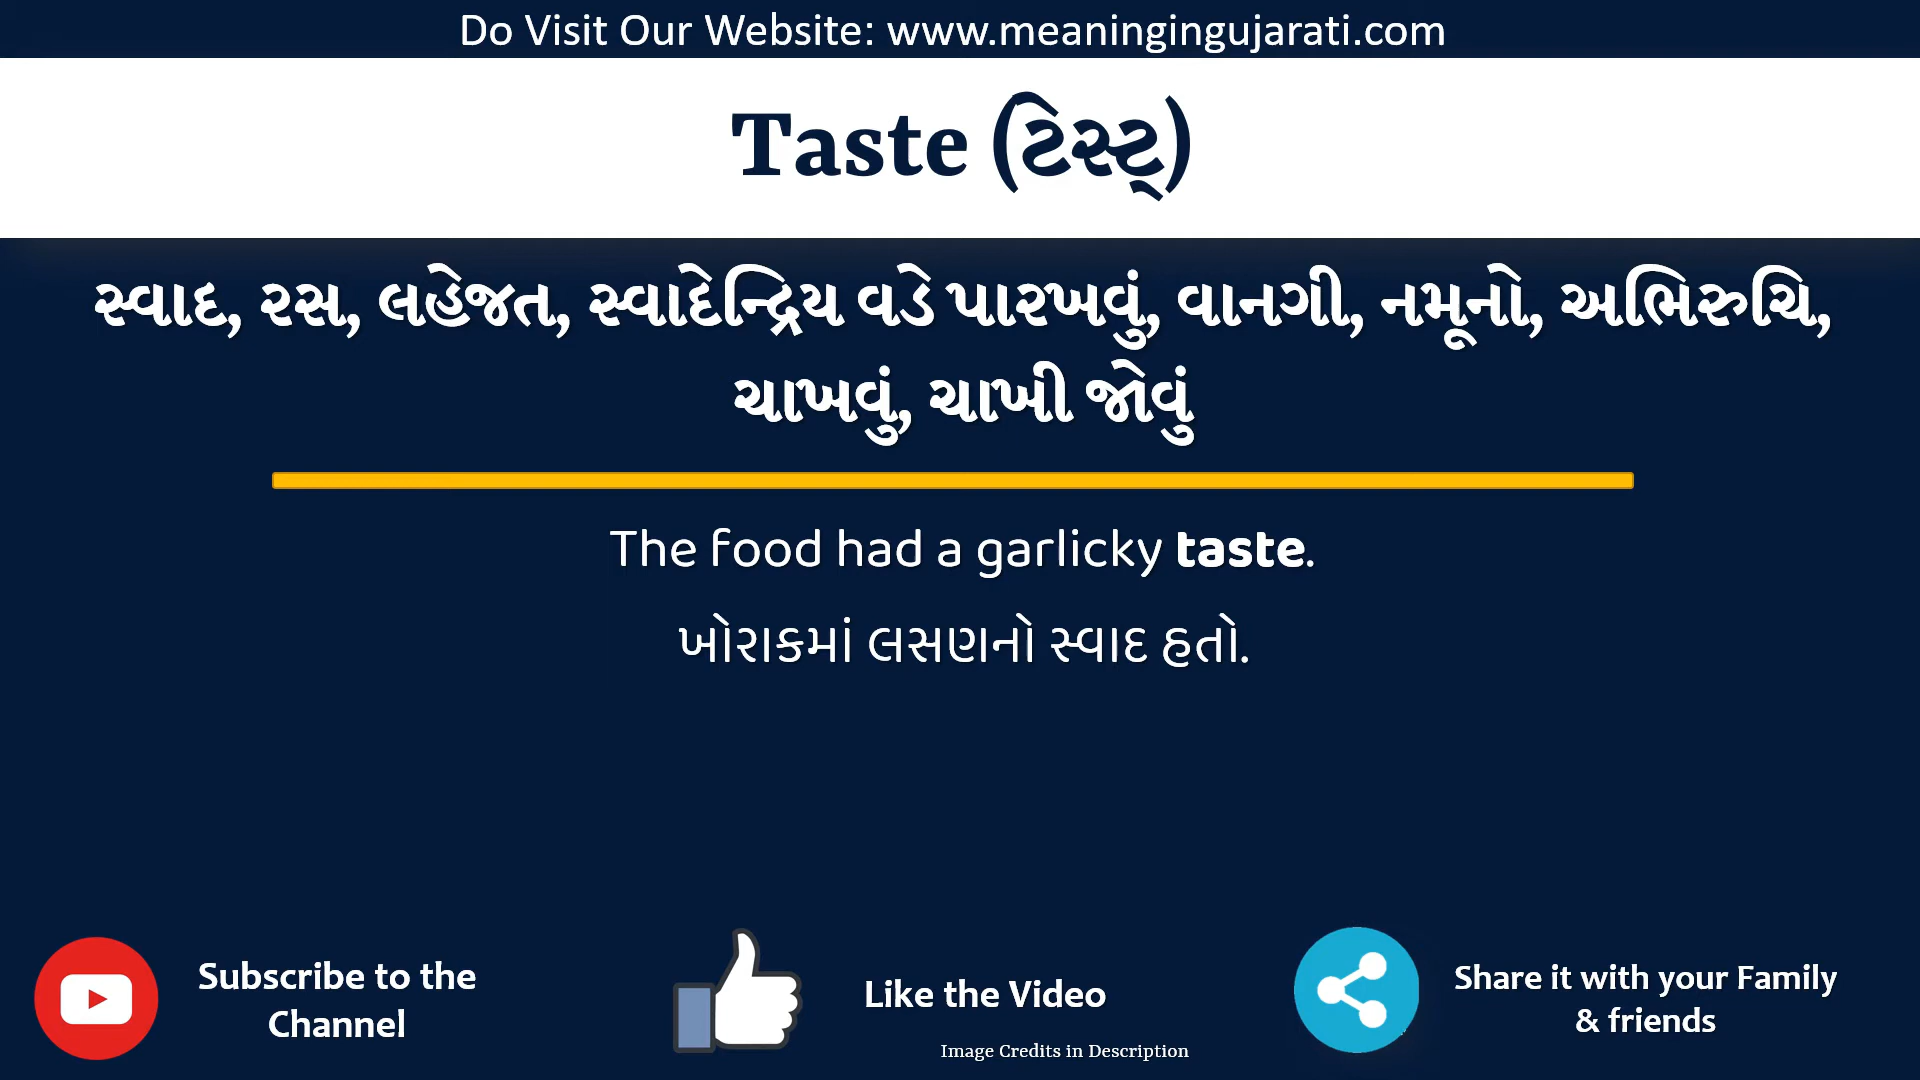 Do Visit Our Website: www.meaningingujarati.com
Taste (ટેસ્ટ્)
સ્વાદ, રસ, લહેજત, સ્વાદેન્દ્રિય વડે પારખવું, વાનગી, નમૂનો, અભિરુચિ,
ચાખવું, ચાખી જોવું
The food had a garlicky taste.
ખોરાકમાં લસણનો સ્વાદ હતો.
Subscribe to the
Channel
Like the Video
Share it with your Family
& friends
Image Credits in Description